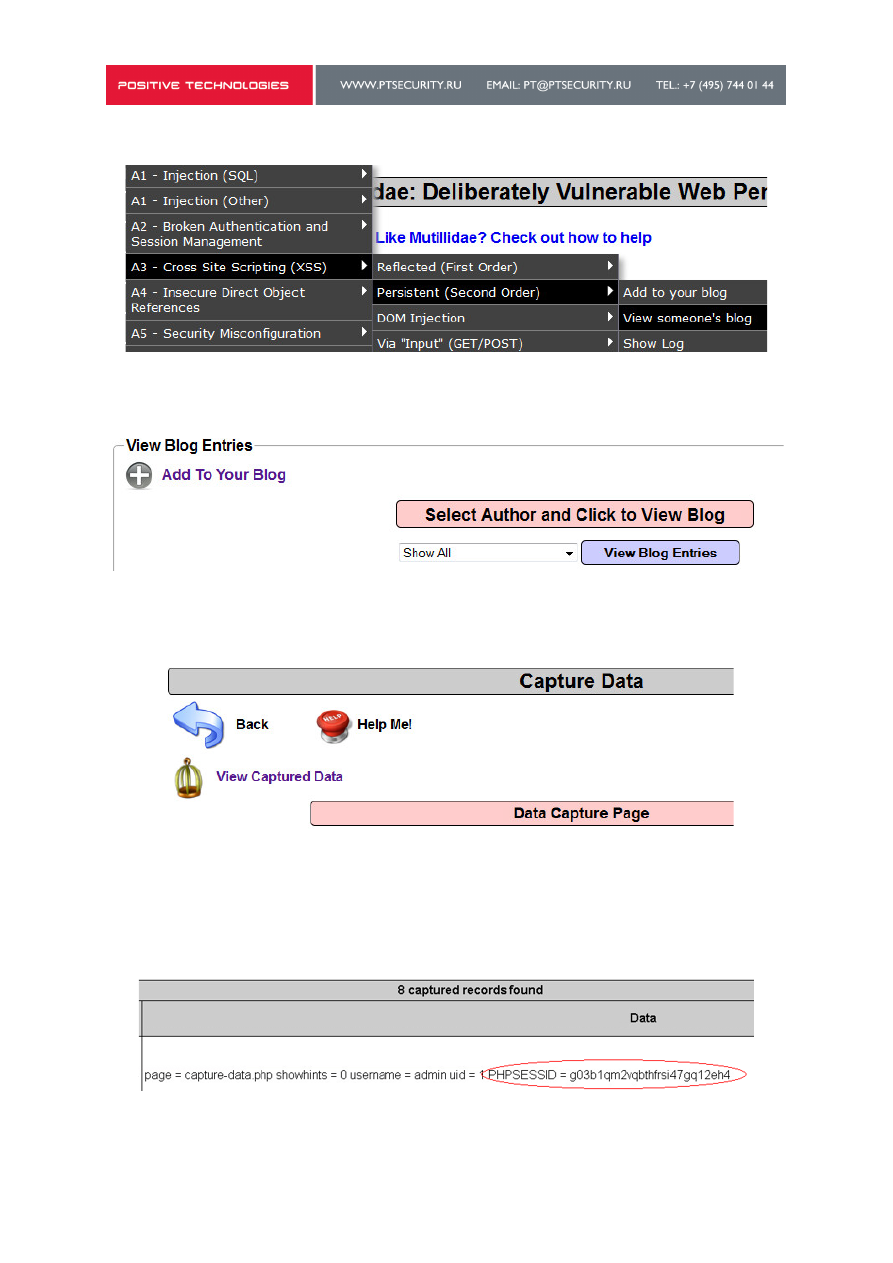 POSITIVE TECHNOLOGIES WWW.PTSECURITY.RU EMAIL: PT@PTSECURITY.RU TEL.: +7 (495) 744 01 44
A1 - Injection (SQL)
A1 - Injection (Other)
A2 - Broken Authentication and
Session Management
A3 - Cross Site Scripting (XSS)
A4 - Insecure Direct Object
References
A5 - Security Misconfiguration
dae: Deliberately Vulnerable Web Per
Like Mutillidae? Check out how to help
Reflected (First Order)
Persistent (Second Order)
DOM Injection
Via "Input" (GET/POST)
Add to your blog
View someone's blog
Show Log
View Blog Entries
Add To Your Blog
Select Author and Click to View Blog
Show All
View Blog Entries
Capture Data
Back
HELP
Help Me!
View Captured Data
Data Capture Page
8 captured records found
Data
page = capture-data.php showhints = 0 username = admin uid = 1 PHPSESSID = g03b1qm2vqbthfrsi47gq12eh4